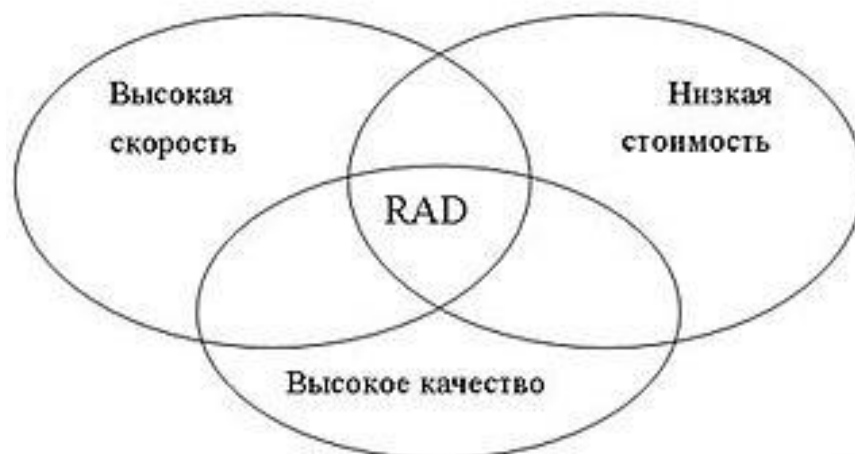 Высокая
скорость
Низкая
стоимость
RAD
Высокое качество